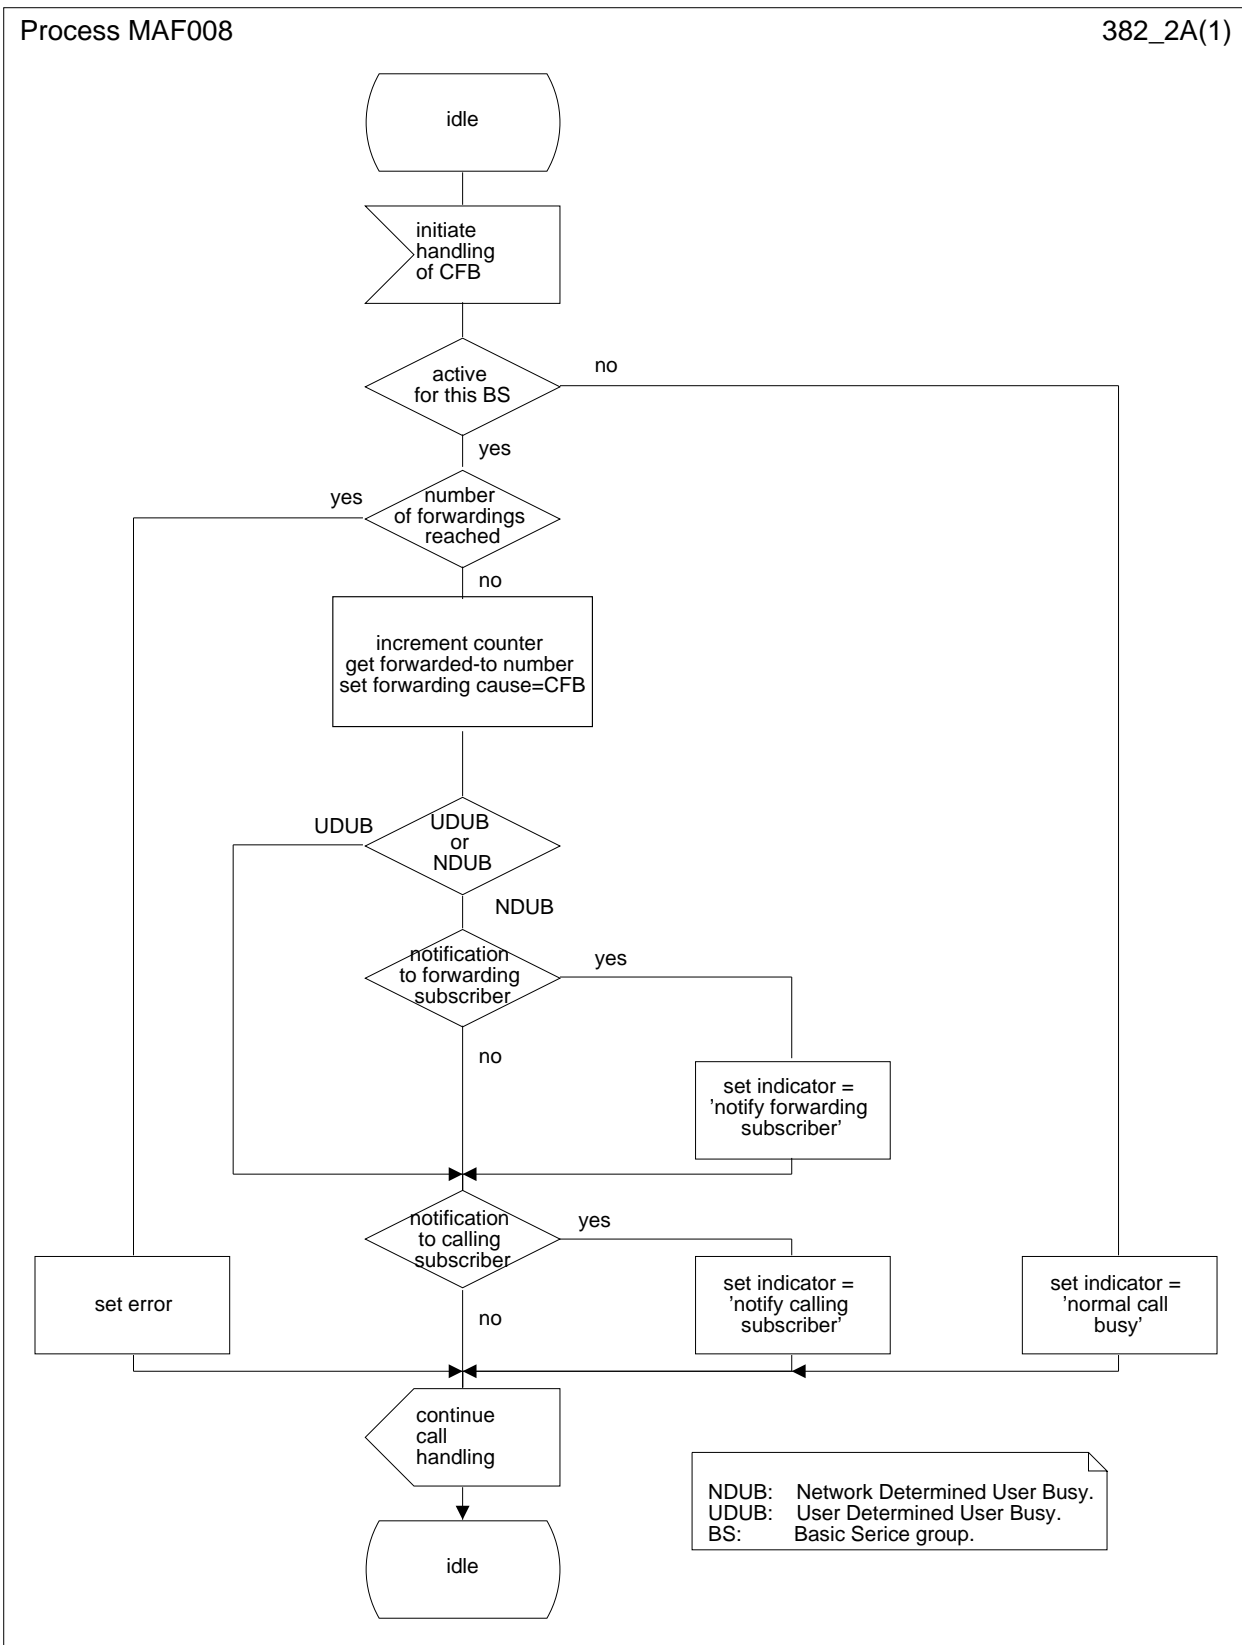 Process MAF008
382_2A(1)
idle
initiate
handling
of CFB
active
for this BS
no
yes
yes
number
of forwardings
reached
no
increment counter
get forwarded-to number
set forwarding cause=CFB
UDUB
UDUB
or
NDUB
NDUB
notification
to forwarding
subscriber
yes
no
set indicator =
’notify forwarding
subscriber’
notification
to calling
subscriber
yes
no
set error
set indicator =
’notify calling
subscriber’
set indicator =
’normal call
busy’
continue
call
handling
NDUB: Network Determined User Busy.
UDUB: User Determined User Busy.
BS: Basic Serice group.
idle